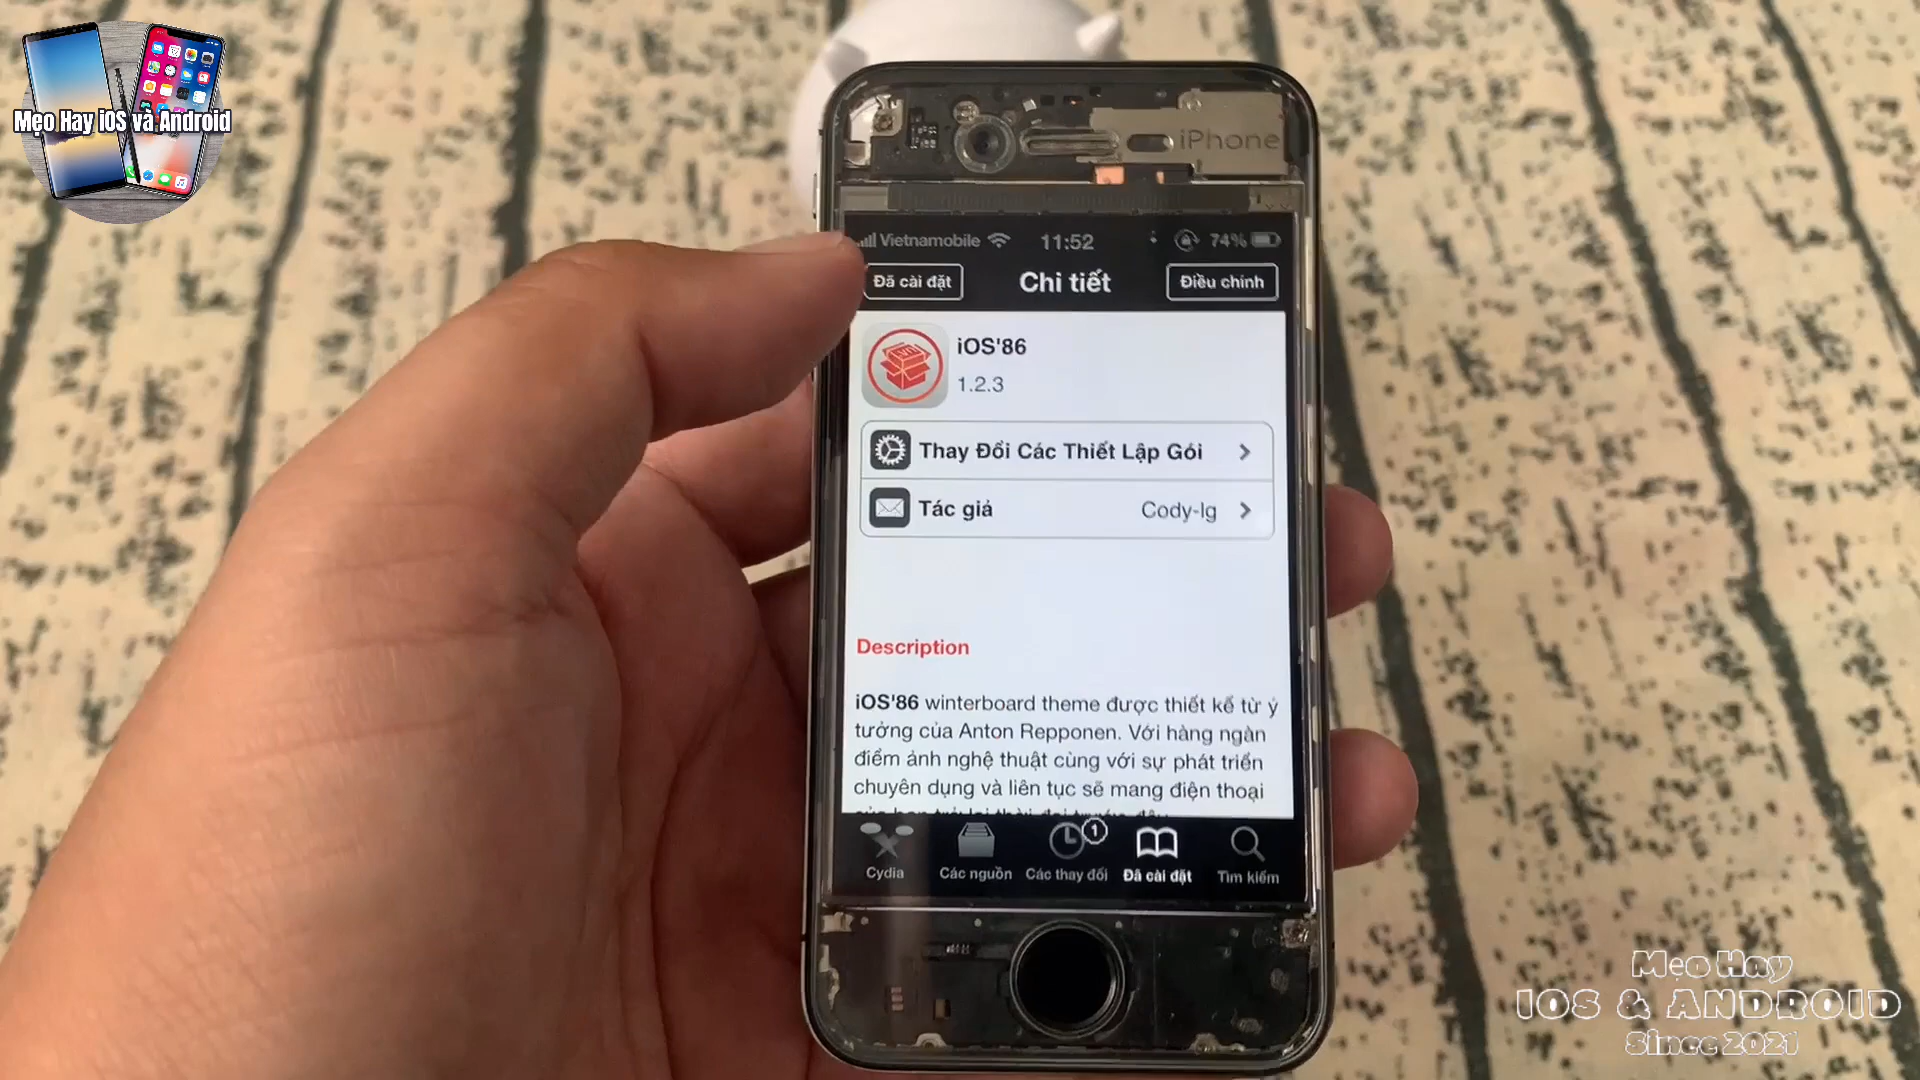 Mẹo Hay iOS và Android
iPhone
Vietnamobile
11:52
74%
Đã cài đặt
Chi tiết
Điều chỉnh
iOS'86
1.2.3
Thay Đổi Các Thiết Lập Gói
Tác giả
Cody-lg
Description
iOS'86 winterboard theme được thiết kế từ ý
tưởng của Anton Repponen. Với hàng ngàn
điểm ảnh nghệ thuật cùng với sự phát triển
chuyên dụng và liên tục sẽ mang điện thoại
1
Cydia
Các nguồn
Các thay đổi
Đã cài đặt
Tìm kiếm
Mẹo Hay
IOS & ANDROID
Since 2021